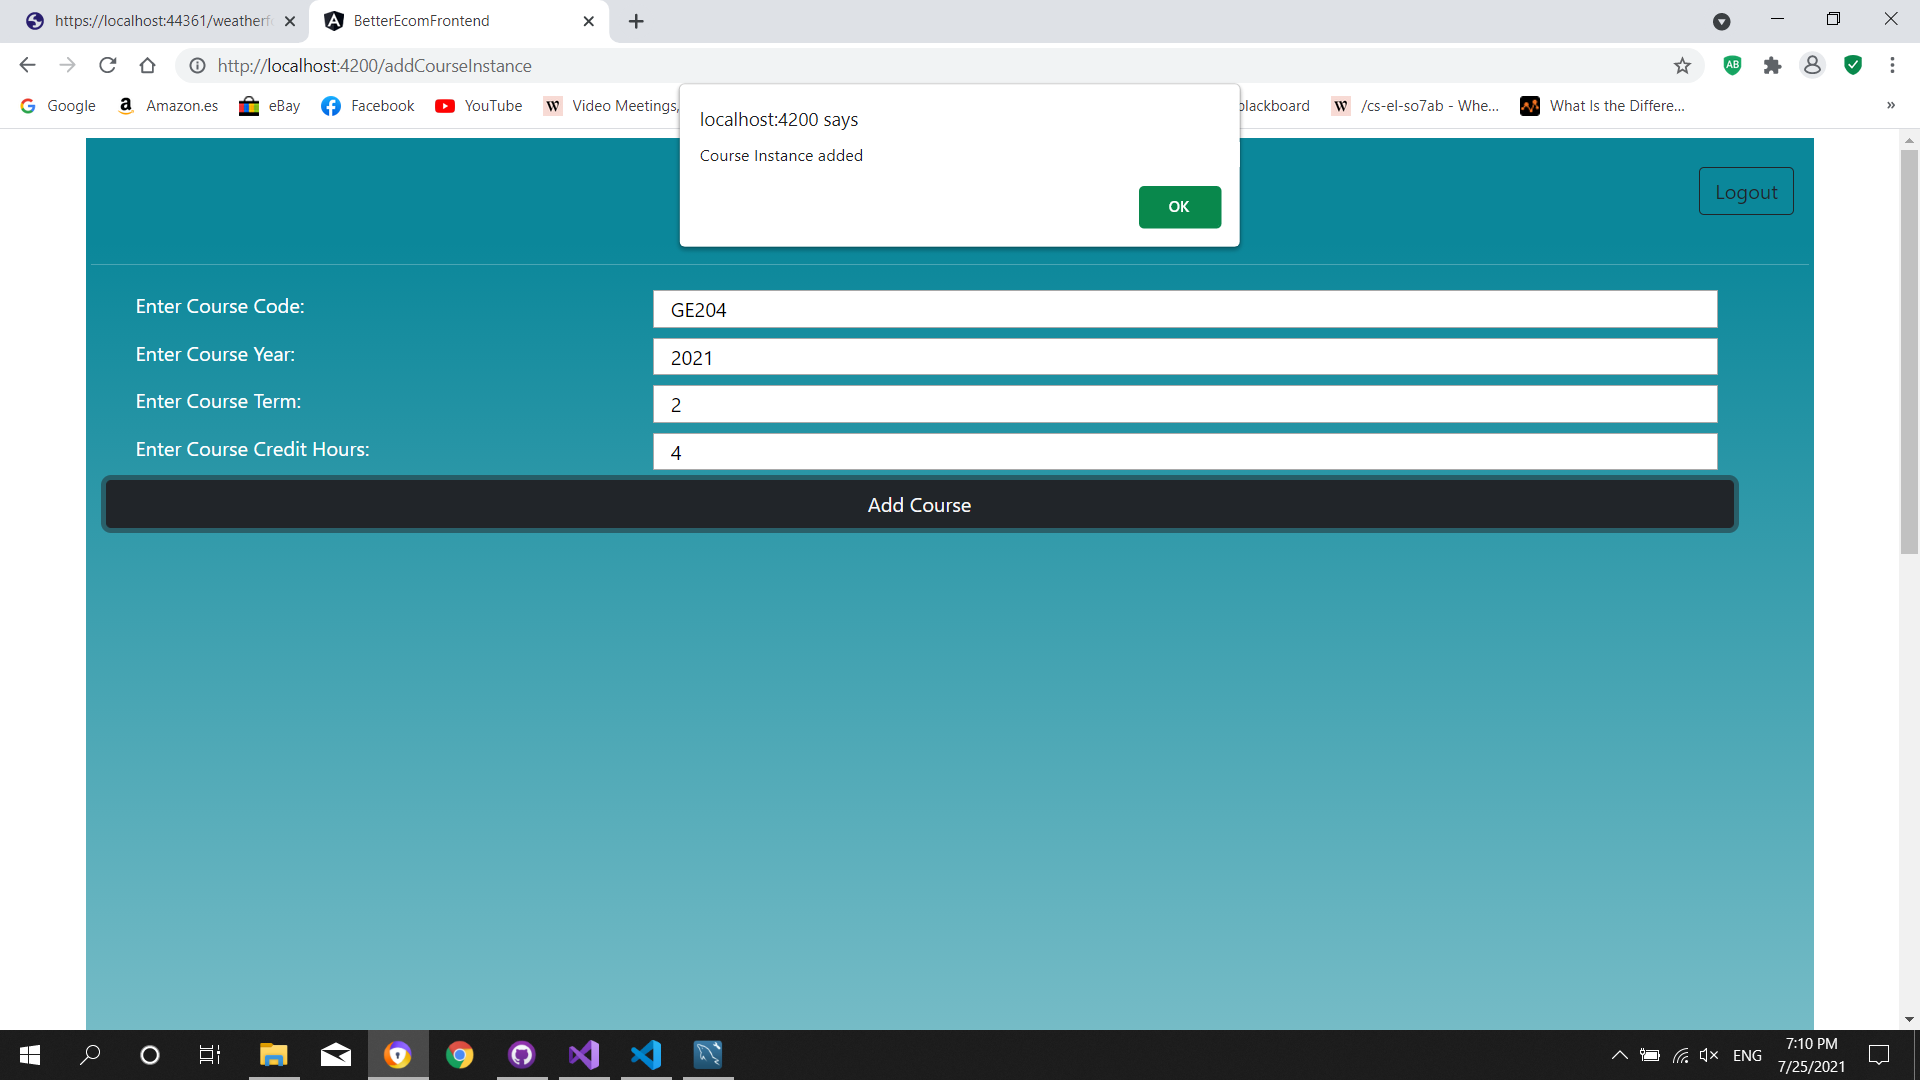 https://localhost:44361/weatherf
BetterEcomFrontend
http://localhost:4200/addCourseInstance
AB
Google
Amazon.es
eBay
Facebook
YouTube
Video Meetings,
blackboard
/cs-el-so7ab - Whe...
What Is the Differe...
»
localhost:4200 says
Course Instance added
OK
Logout
Enter Course Code:
GE204
Enter Course Year:
2021
Enter Course Term:
2
Enter Course Credit Hours:
4
Add Course
ENG
7:10 PM
7/25/2021